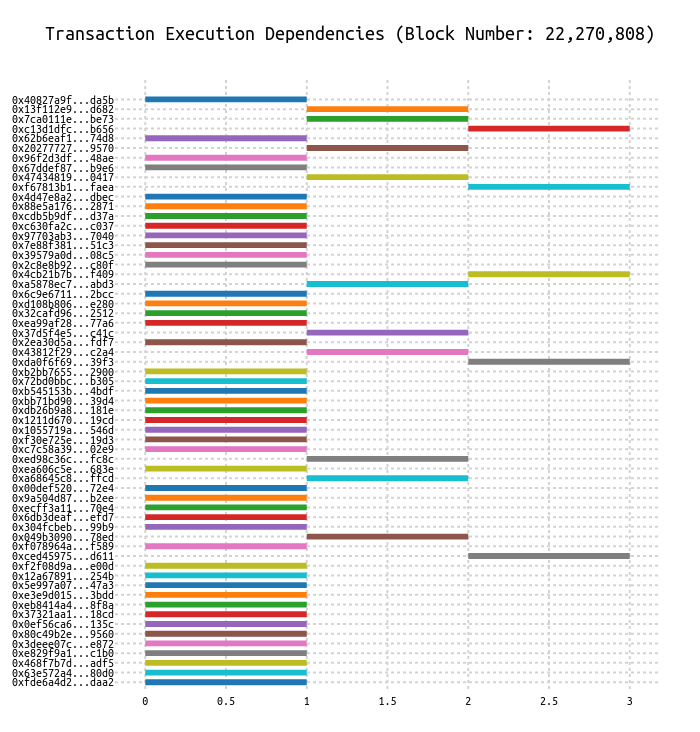 Transaction Execution Dependencies (Block Number: 22,270,808)
0x40827a9f...da5b
0x13f112e9...d682
0x7ca0111e...be73
0xc13d1dfc...b656
0x62b6eaf1...74d8
0x20277727...9570
0x96f2d3df...48ae
0x67ddef87...b9e6
0x47434819...0417
0xf67813b1...faea
0x4d47e8a2...dbec
0x88e5a176...2871
0xcdb5b9df...d37a
0xc630fa2c...c037
0x97703ab3...7040
0x7e88f381...51c3
0x39579a0d...08c5
0x2c8e8b92...c80f
0x4cb21b7b...f409
0xa5878ec7...abd3
0x6c9e6711...2bcc
0xd108b806...e280
0x32cafd96...2512
0xea99af28...77a6
0x37d5f4e5...c41c
0x2ea30d5a...fdf7
0x43812f29...c2a4
0xda0f6f69...39f3
0xb2bb7655...2900
0x72bd0bbc...b305
0xb545153b...4bdf
0xbb71bd90...39d4
0xdb26b9a8...181e
0x1211d670...19cd
0x1055719a...546d
0xf30e725e...19d3
0xc7c58a39...02e9
0xed98c36c...fc8c
0xea606c5e...683e
0xa68645c8...ffcd
0x00def520...72e4
0x9a504d87...b2ee
0xecff3a11...70e4
0x6db3deaf...efd7
0x304fcbeb...99b9
0x049b3090...78ed
0xf078964a...f589
0xced45975...d611
0xf2f08d9a...e00d
0x12a67891...254b
0x5e997a07...47a3
0xe3e9d015...3bdd
0xeb8414a4...8f8a
0x37321aa1...18cd
0x0ef56ca6...135c
0x80c49b2e...9560
0x3deee07c...e872
0xe829f9a1...c1b0
0x468f7b7d...adf5
0x63e572a4...80d0
0xfde6a4d2...daa2
0 0.5 1 1.5 2 2.5 3